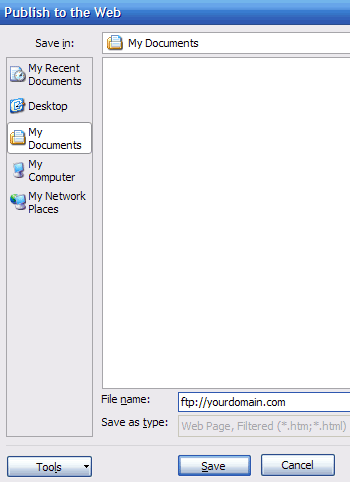 Publish to the Web
Save in:
My Documents
My Recent
Documents
Desktop
My
Documents
My
Computer
My Network
Places
File name:
ftp://yourdomain.com
Save as type:
Web Page, Filtered (*.htm;*.html)
Tools
Save
Cancel